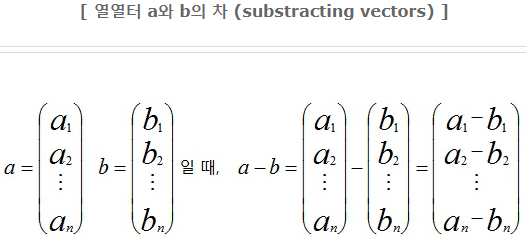 [ 열열터 a와 b의 차 (substracting vectors) ]
a = (a₁ a₂ ⋮ aₙ) b = (b₁ b₂ ⋮ bₙ) 일 때, a − b = (a₁ a₂ ⋮ aₙ) − (b₁ b₂ ⋮ bₙ) = (a₁−b₁ a₂−b₂ ⋮ aₙ−bₙ)